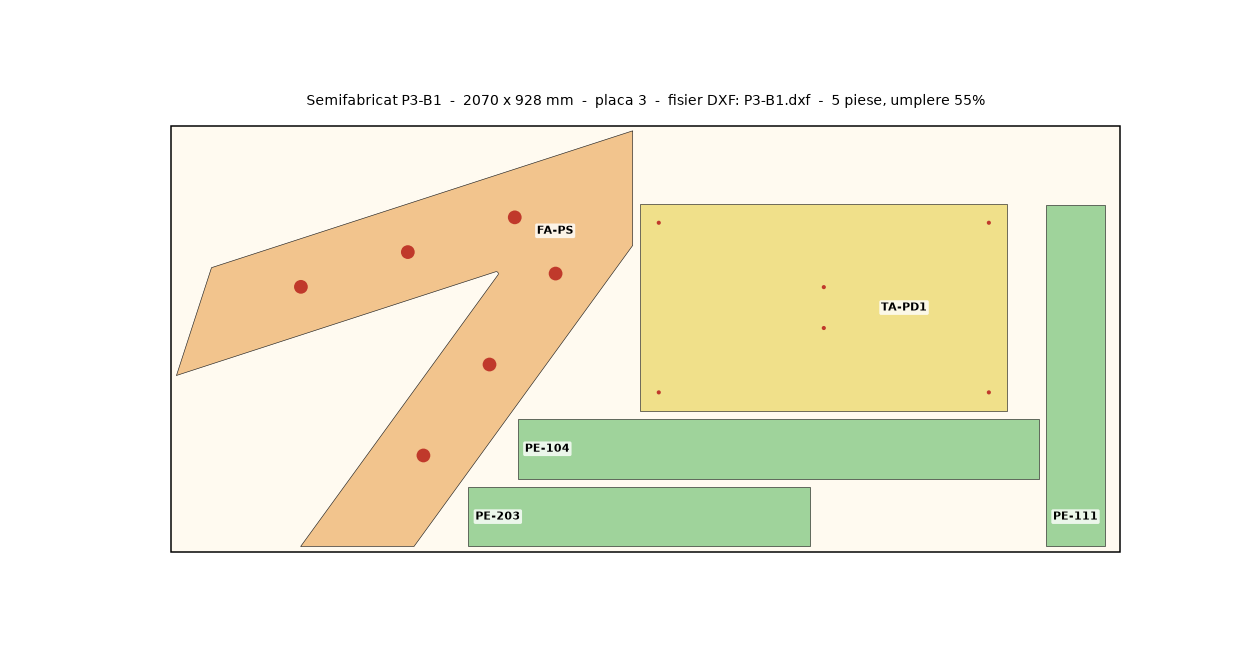 Semifabricat P3-B1 - 2070 x 928 mm - placa 3 - fisier DXF: P3-B1.dxf - 5 piese, umplere 55%
FA-PS
TA-PD1
PE-104
PE-203
PE-111